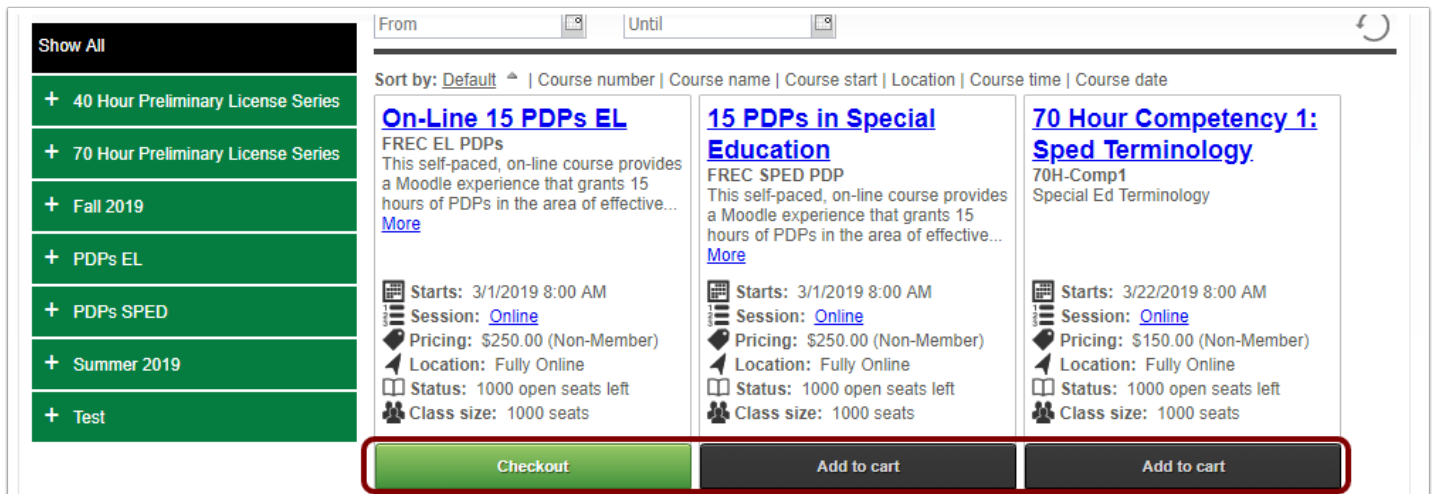 Show All
+ 40 Hour Preliminary License Series
+ 70 Hour Preliminary License Series
+ Fall 2019
+ PDPs EL
+ PDPs SPED
+ Summer 2019
+ Test
From
Until
Sort by: Default | Course number | Course name | Course start | Location | Course time | Course date
On-Line 15 PDPs EL
FREC EL PDPs
This self-paced, on-line course provides
a Moodle experience that grants 15
hours of PDPs in the area of effective...
More
Starts: 3/1/2019 8:00 AM
Session: Online
Pricing: $250.00 (Non-Member)
Location: Fully Online
Status: 1000 open seats left
Class size: 1000 seats
Checkout
15 PDPs in Special
Education
FREC SPED PDP
This self-paced, on-line course provides
a Moodle experience that grants 15
hours of PDPs in the area of effective...
More
Starts: 3/1/2019 8:00 AM
Session: Online
Pricing: $250.00 (Non-Member)
Location: Fully Online
Status: 1000 open seats left
Class size: 1000 seats
Add to cart
70 Hour Competency 1:
Sped Terminology
70H-Comp1
Special Ed Terminology
Starts: 3/22/2019 8:00 AM
Session: Online
Pricing: $150.00 (Non-Member)
Location: Fully Online
Status: 1000 open seats left
Class size: 1000 seats
Add to cart